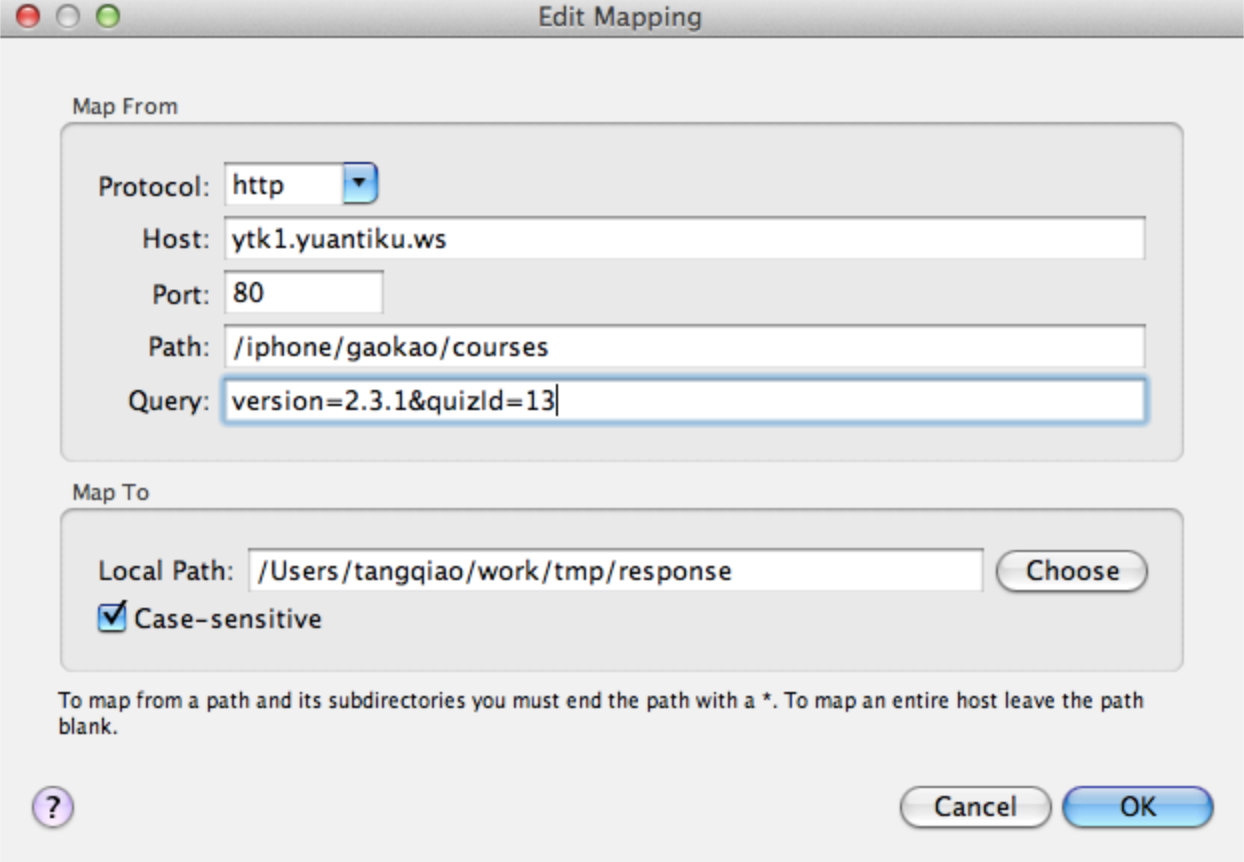 Edit Mapping
Map From
Protocol: http
Host: ytk1.yuantiku.ws
Port: 80
Path: /iphone/gaokao/courses
Query: version=2.3.1&quizId=13
Map To
Local Path: /Users/tangqiao/work/tmp/response Choose
Case-sensitive
To map from a path and its subdirectories you must end the path with a *. To map an entire host leave the path
blank.
? Cancel OK